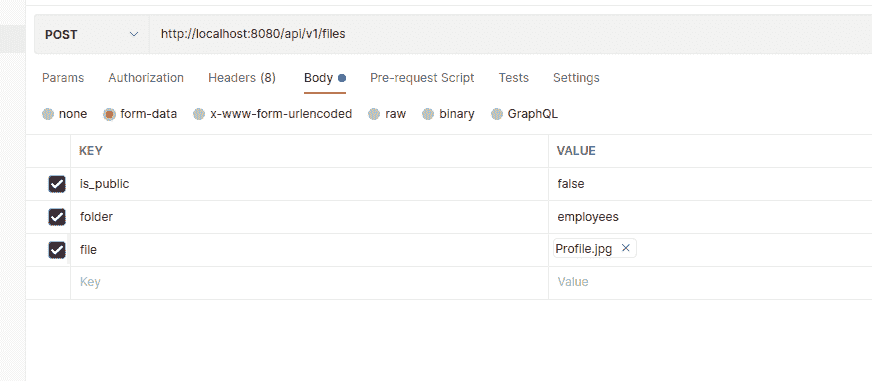 POST http://localhost:8080/api/v1/files
Params Authorization Headers (8) Body Pre-request Script Tests Settings
none form-data x-www-form-urlencoded raw binary GraphQL
KEY VALUE
is_public false
folder employees
file Profile.jpg
Key Value